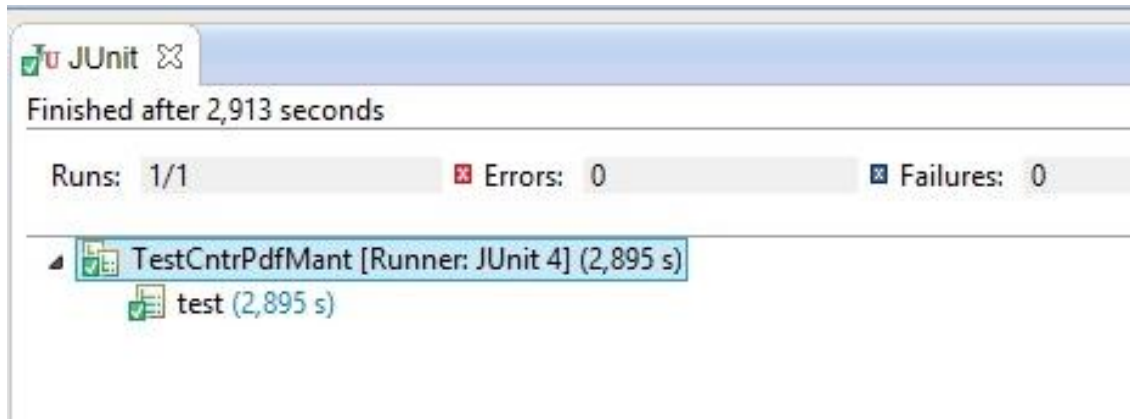 JUnit
Finished after 2,913 seconds
Runs: 1/1 Errors: 0 Failures: 0
TestCntrPdfMant [Runner: JUnit 4] (2,895 s)
test (2,895 s)